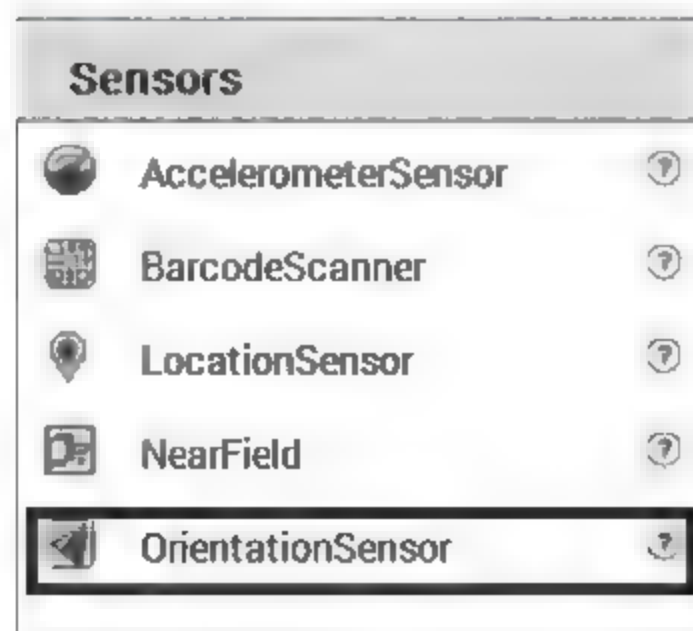 Sensors
AccelerometerSensor ?
BarcodeScanner ?
LocationSensor ?
NearField ?
OrientationSensor ?